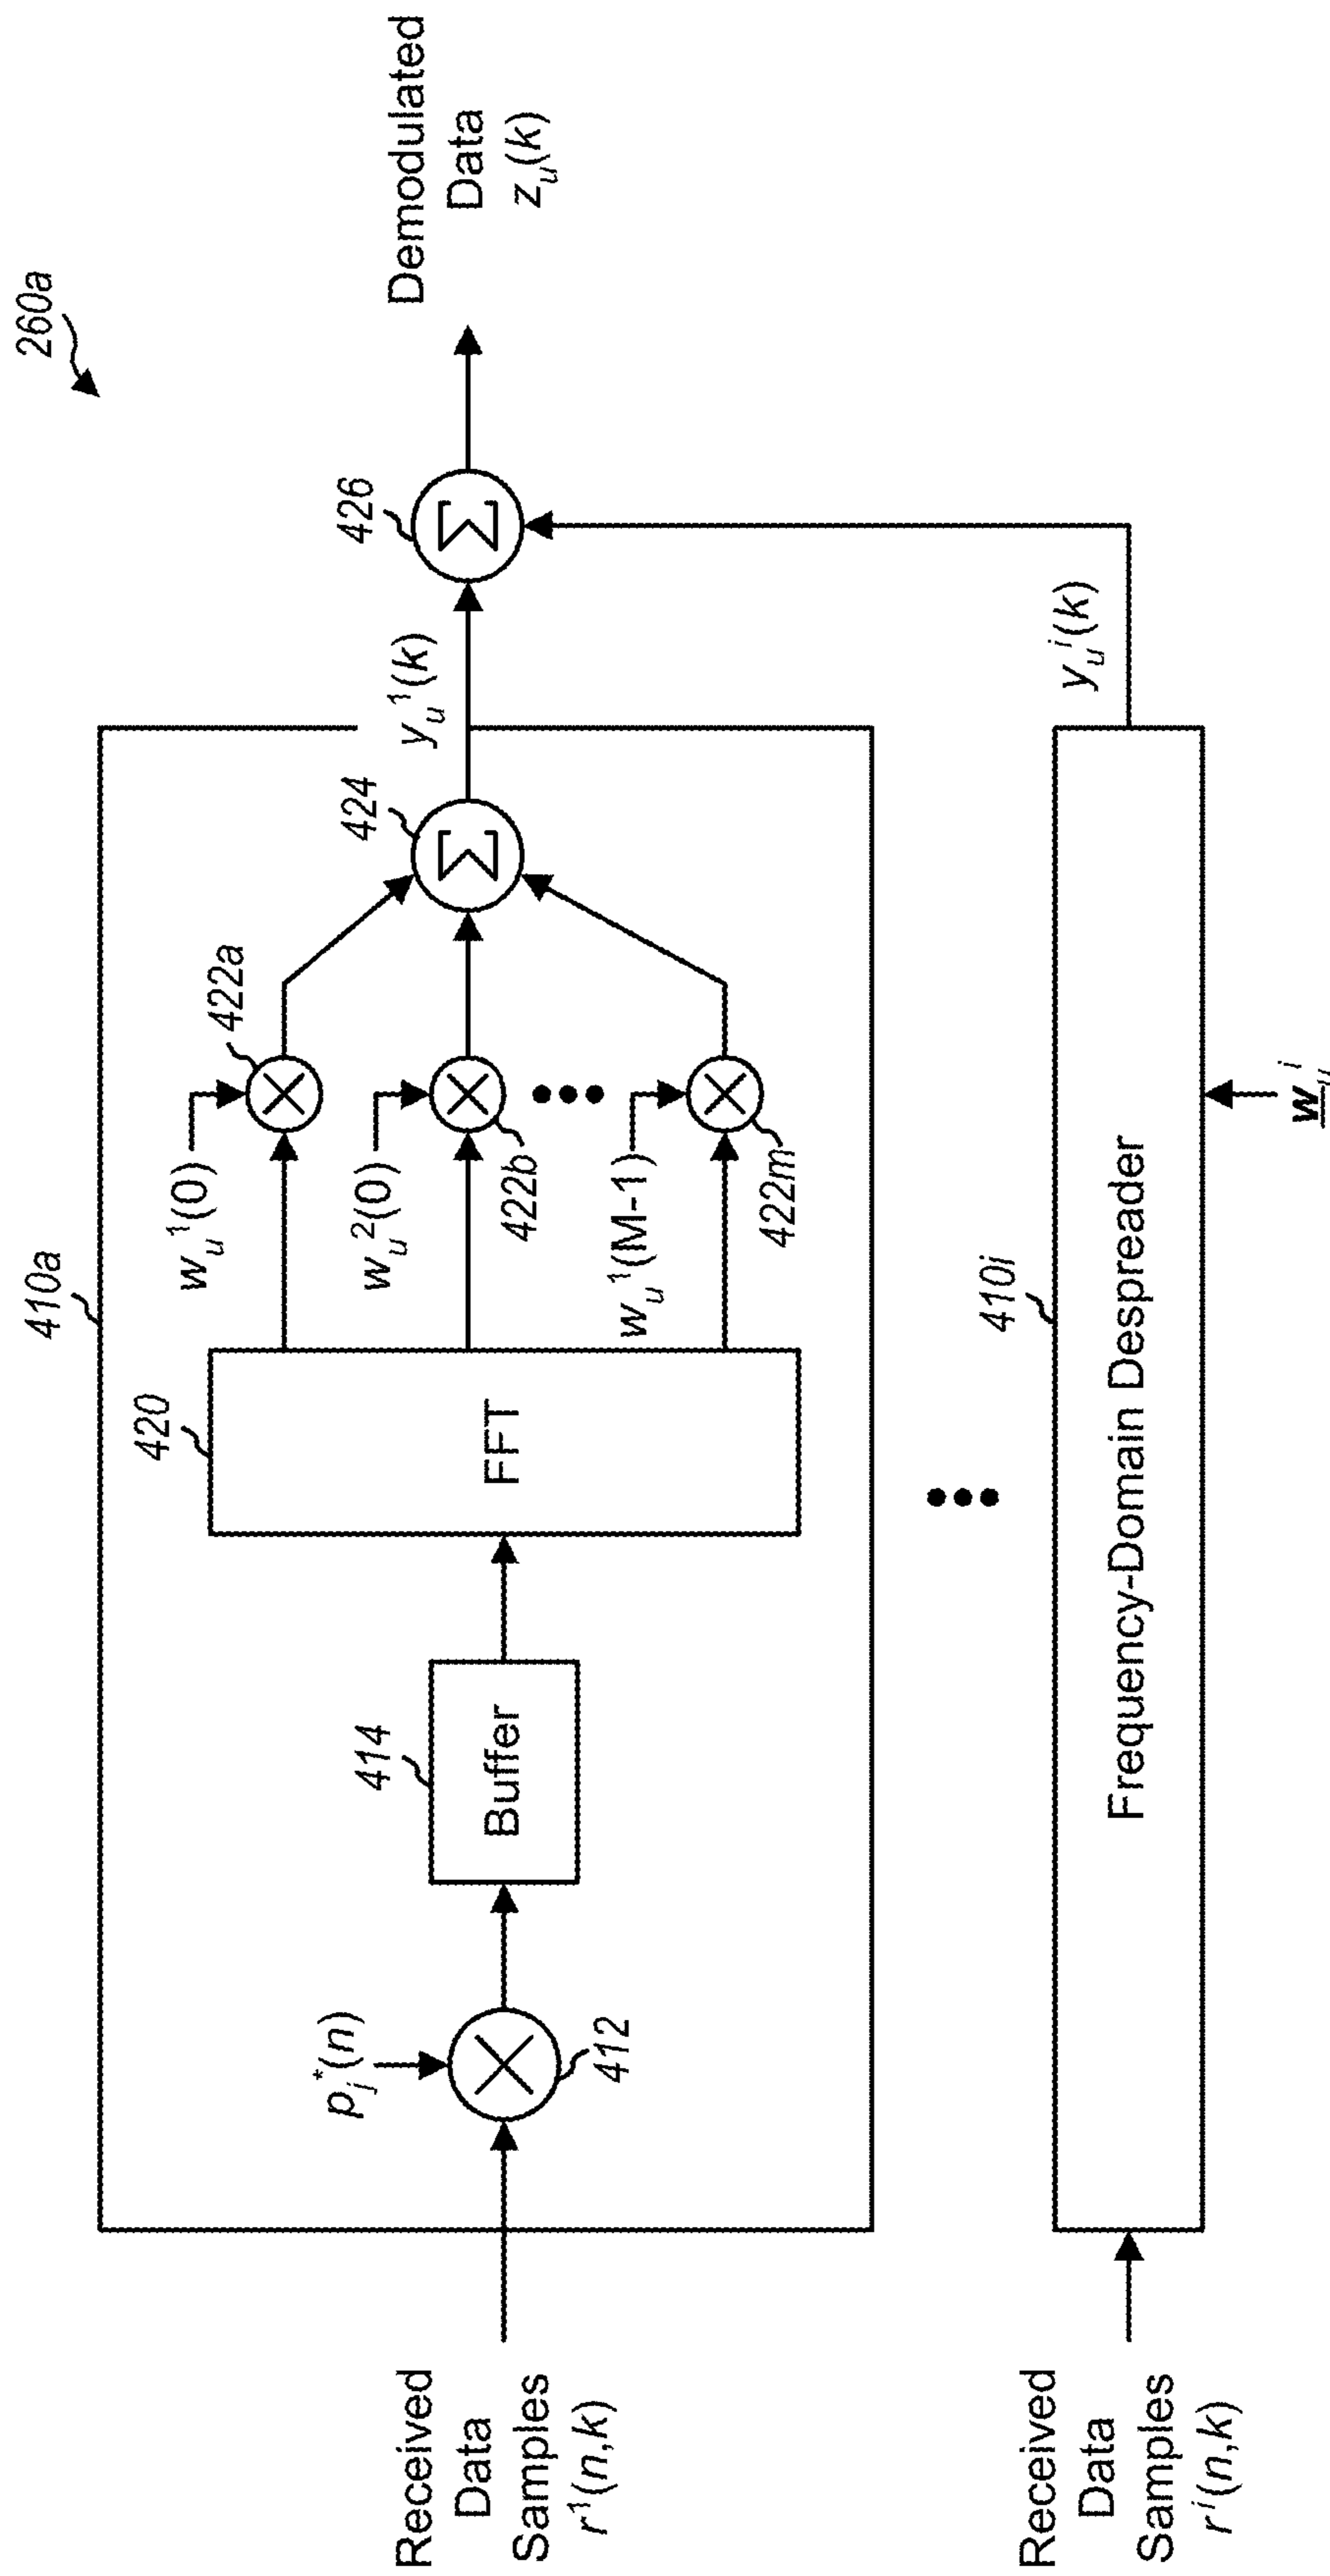 260a
410a
420
w_u^1(0)
422a
424
y_u^1(k)
426
Demodulated
Data
z_u(k)
w_u^2(0)
422b
w_u^1(M-1)
422m
p_j^*(n)
412
414
Buffer
FFT
Received
Data
Samples
r^1(n,k)
410i
Frequency-Domain Despreader
y_u^i(k)
w_u^i
Received
Data
Samples
r^i(n,k)